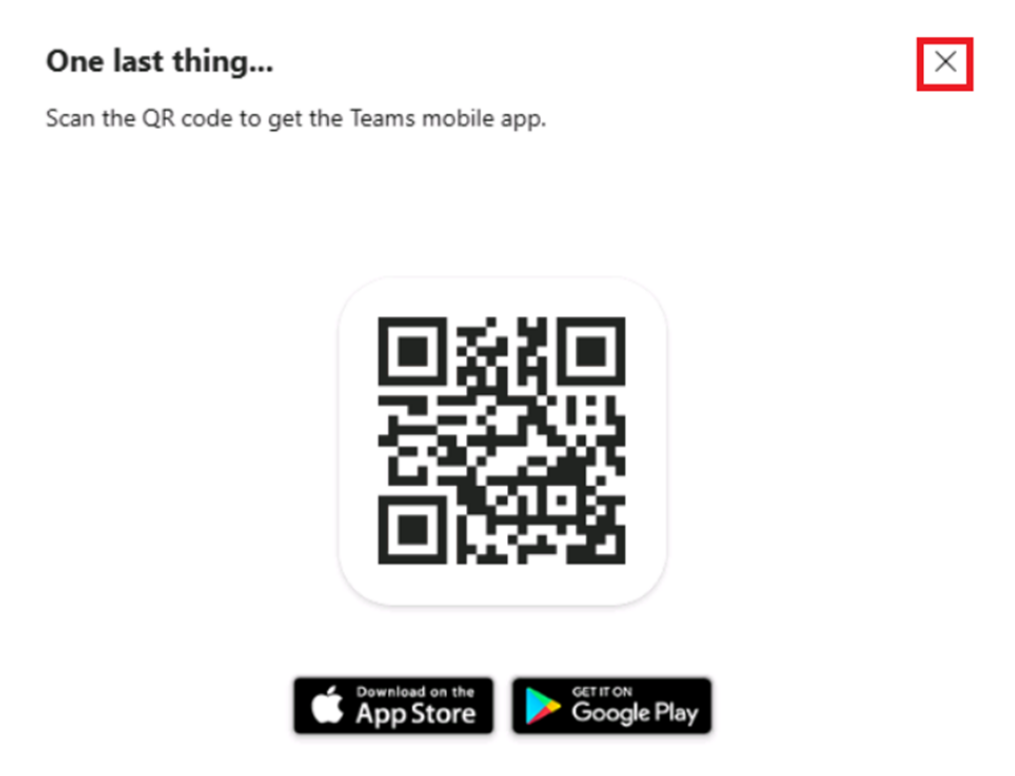 One last thing...
Scan the QR code to get the Teams mobile app.
Download on the
App Store
GET IT ON
Google Play